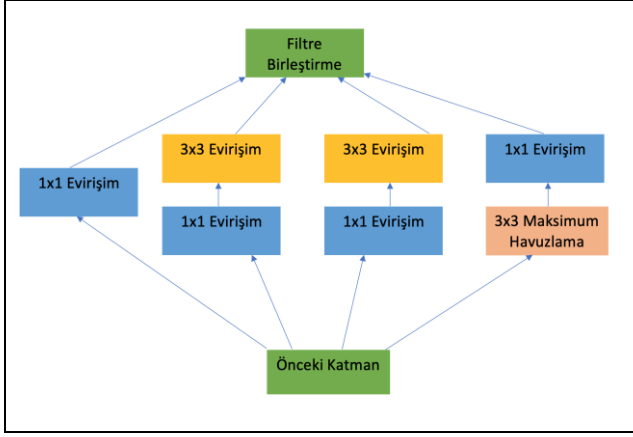 Filtre
Birleştirme
3x3 Evirişim
3x3 Evirişim
1x1 Evirişim
1x1 Evirişim
1x1 Evirişim
1x1 Evirişim
3x3 Maksimum
Havuzlama
Önceki Katman